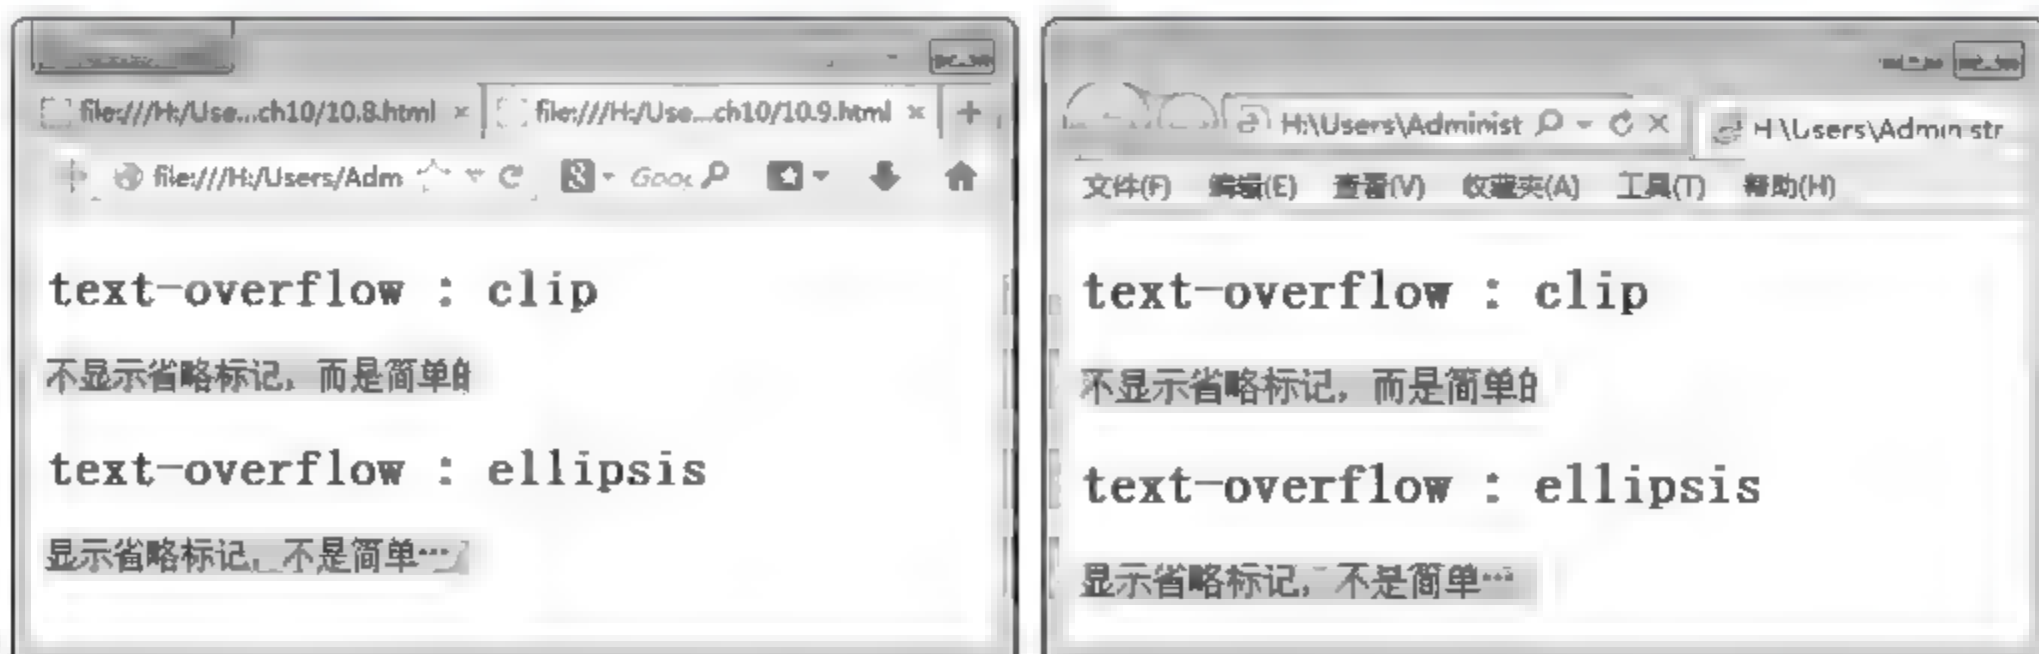 file:///H:/Use...ch10/10.8.html × file:///H:/Use...ch10/10.9.html × +
file:///H:/Users/Adm
text-overflow : clip
不显示省略标记，而是简单
text-overflow : ellipsis
显示省略标记，不是简单…
H:\Users\Administ H:\Users\Administr
文件(F) 编辑(E) 查看(V) 收藏夹(A) 工具(T) 帮助(H)
text-overflow : clip
不显示省略标记，而是简单的
text-overflow : ellipsis
显示省略标记，不是简单…